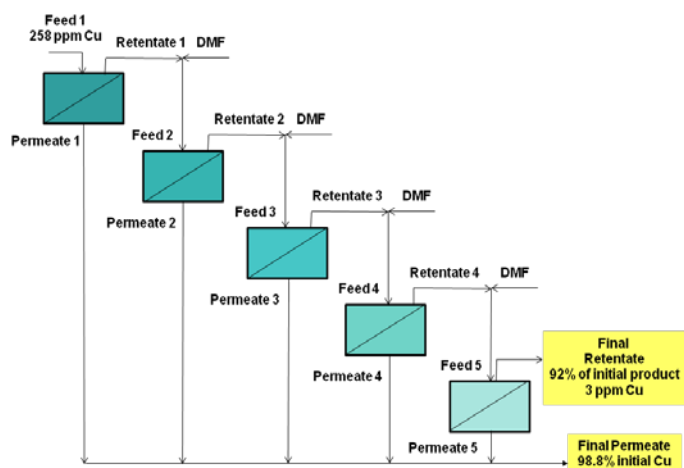 Feed 1
258 ppm Cu
Retentate 1
DMF
Permeate 1
Feed 2
Retentate 2
DMF
Permeate 2
Feed 3
Retentate 3
DMF
Permeate 3
Feed 4
Retentate 4
DMF
Permeate 4
Feed 5
Final
Retentate
92% of initial product
3 ppm Cu
Permeate 5
Final Permeate
98.8% initial Cu